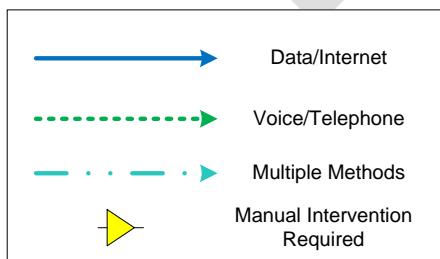 Data/Internet
Voice/Telephone
Multiple Methods
Manual Intervention
Required